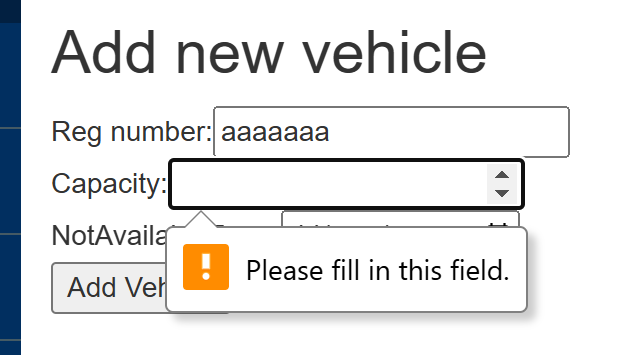 Add new vehicle
Reg number: aaaaaaa
Capacity:
Please fill in this field.